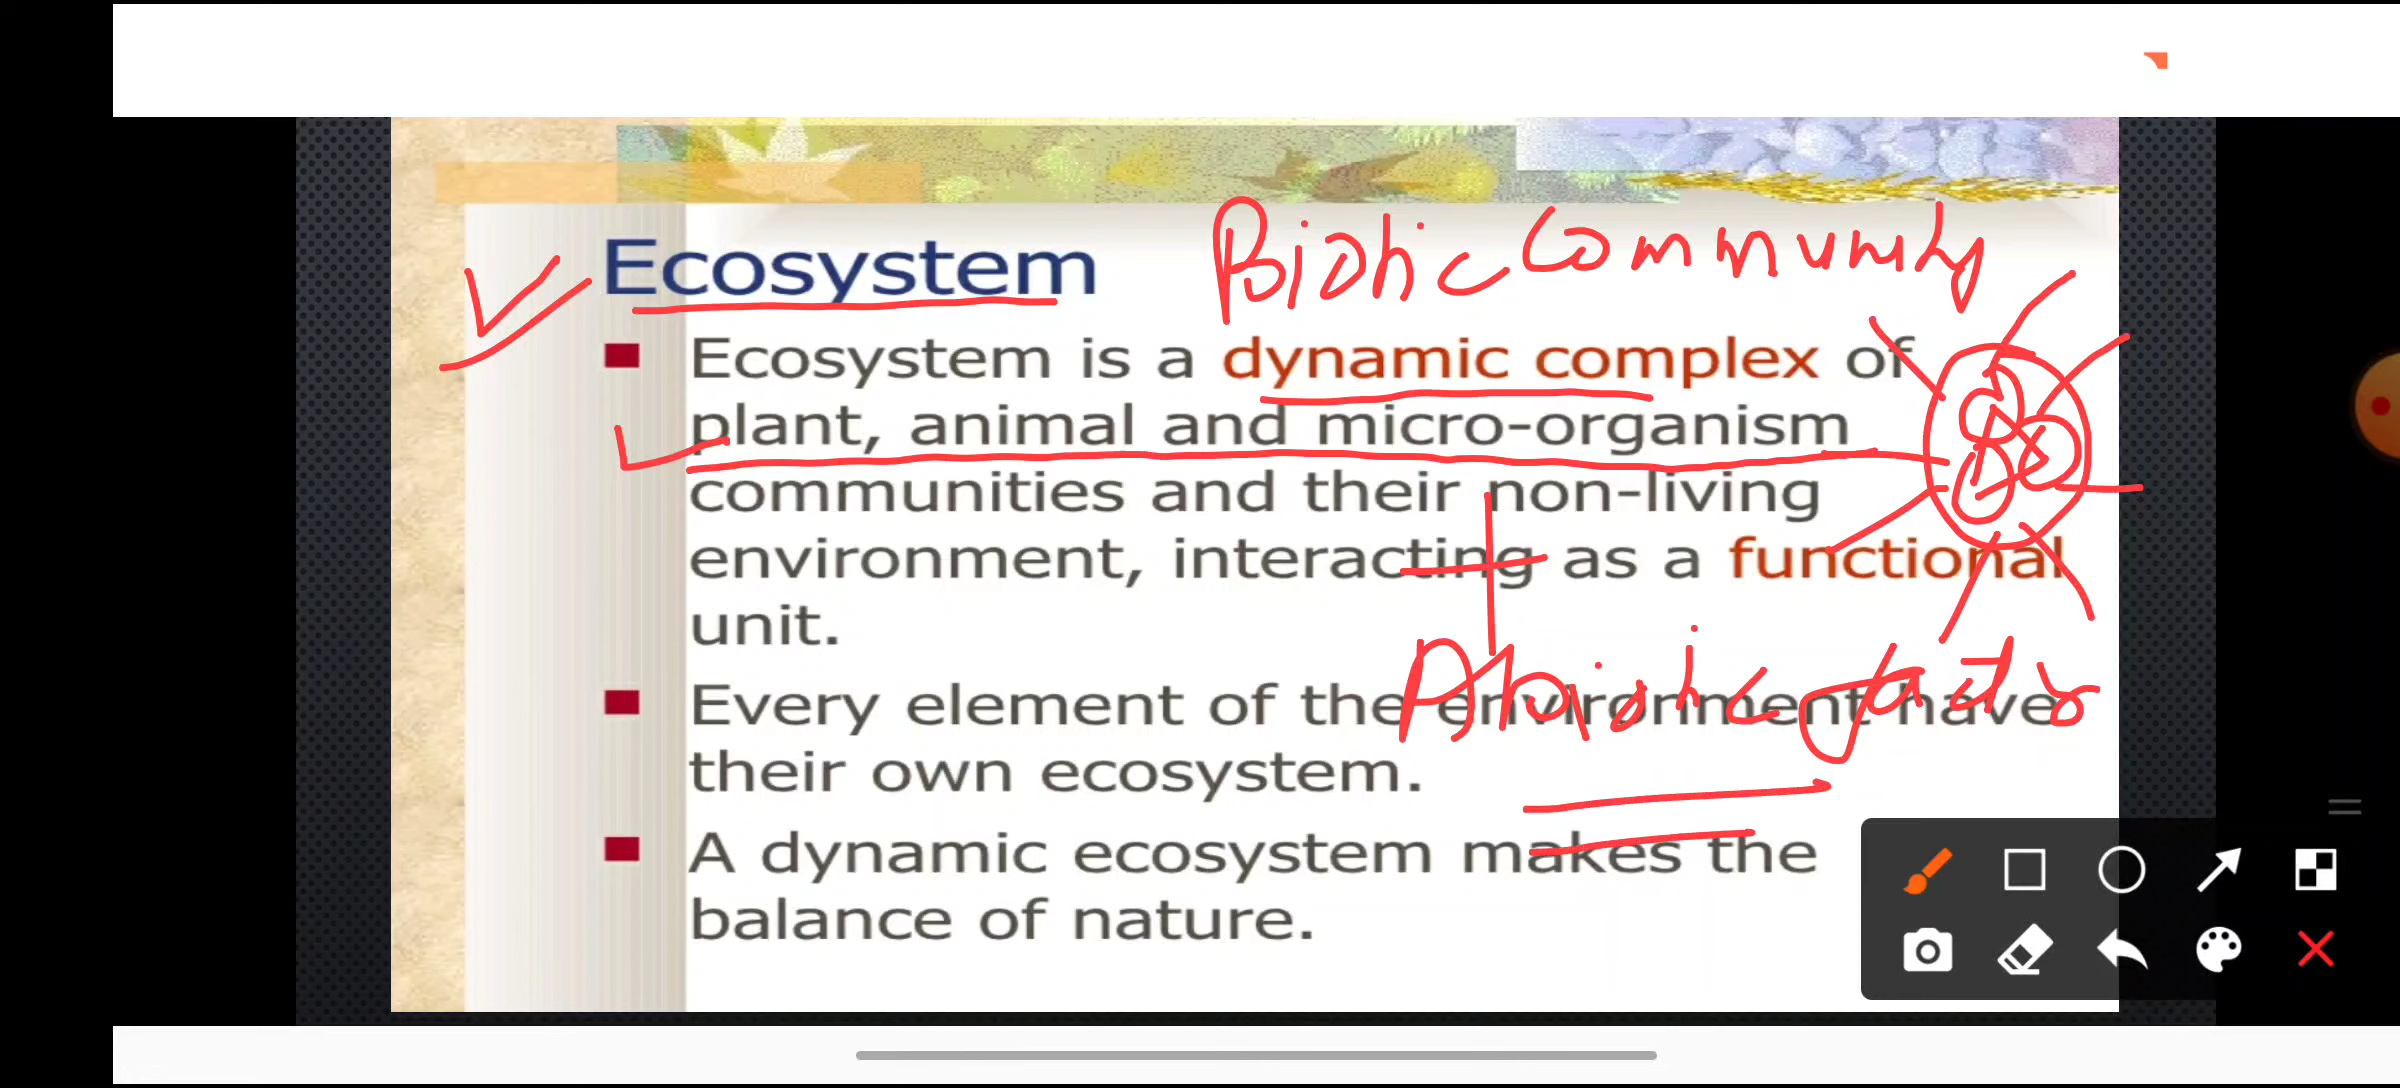 Ecosystem
Biotic Community
Ecosystem is a dynamic complex of
plant, animal and micro-organism
communities and their non-living
environment, interacting as a functional
unit.
Abiotic factors
Every element of the environment have
their own ecosystem.
A dynamic ecosystem makes the
balance of nature.